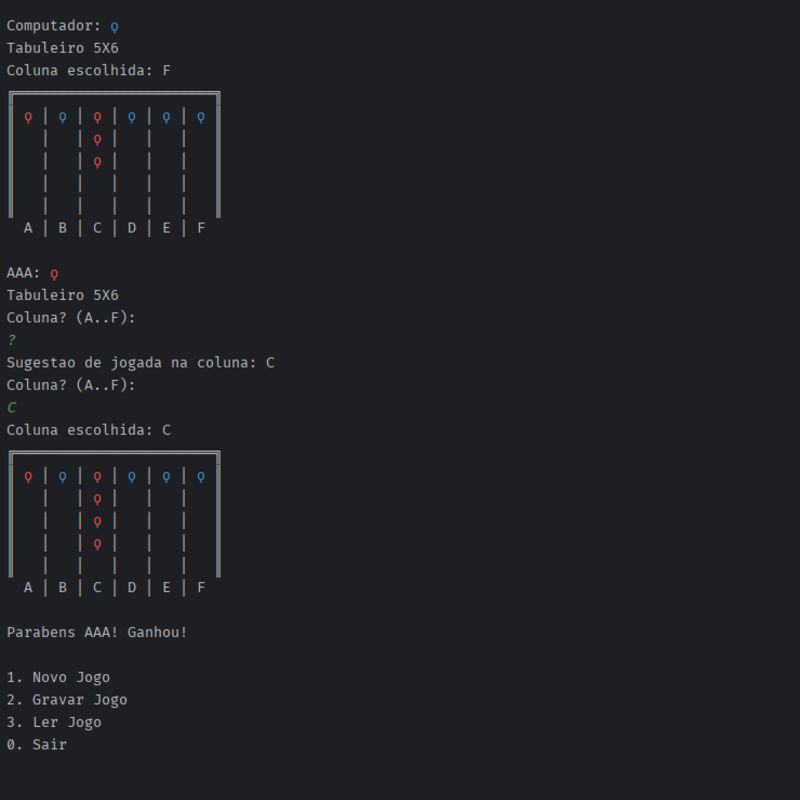 Computador: ϙ
Tabuleiro 5X6
Coluna escolhida: F
╔════════════════════════╗
║ ϙ | ϙ | ϙ | ϙ | ϙ | ϙ ║
║   |   | ϙ |   |   |   ║
║   |   | ϙ |   |   |   ║
║   |   |   |   |   |   ║
║   |   |   |   |   |   ║
  A | B | C | D | E | F
AAA: ϙ
Tabuleiro 5X6
Coluna? (A..F):
?
Sugestao de jogada na coluna: C
Coluna? (A..F):
C
Coluna escolhida: C
╔════════════════════════╗
║ ϙ | ϙ | ϙ | ϙ | ϙ | ϙ ║
║   |   | ϙ |   |   |   ║
║   |   | ϙ |   |   |   ║
║   |   | ϙ |   |   |   ║
║   |   |   |   |   |   ║
  A | B | C | D | E | F
Parabens AAA! Ganhou!
1. Novo Jogo
2. Gravar Jogo
3. Ler Jogo
0. Sair